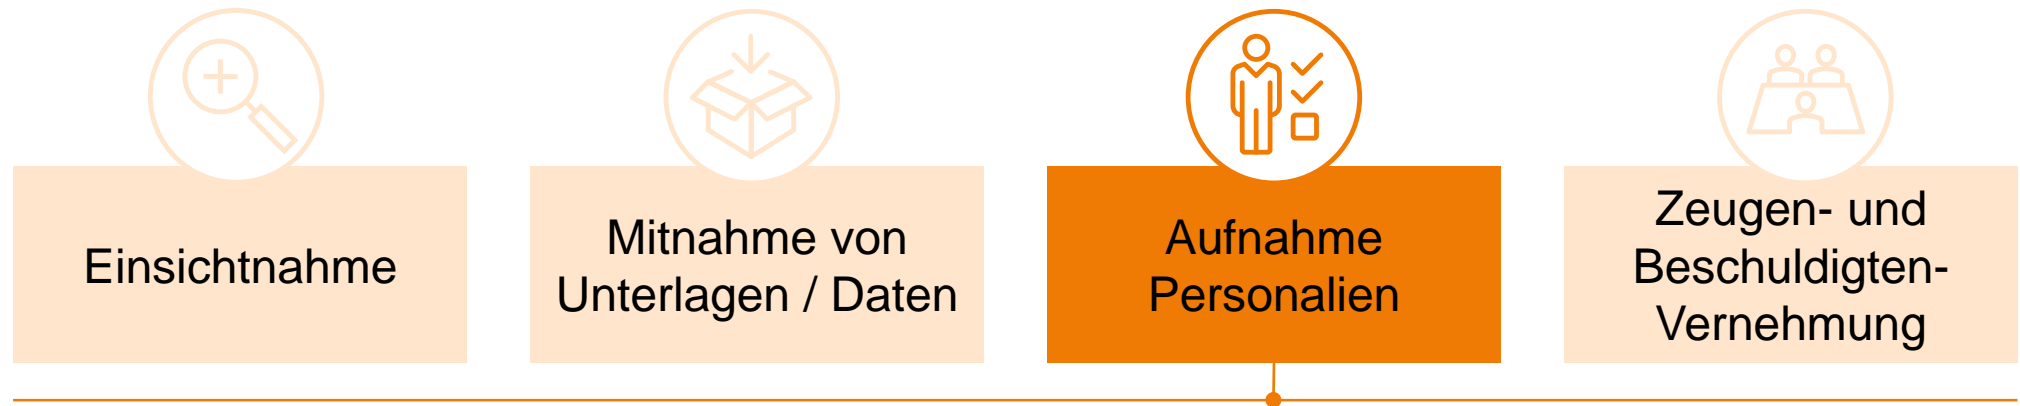 Einsichtnahme
Mitnahme von
Unterlagen / Daten
Aufnahme
Personalien
Zeugen- und
Beschuldigten-
Vernehmung